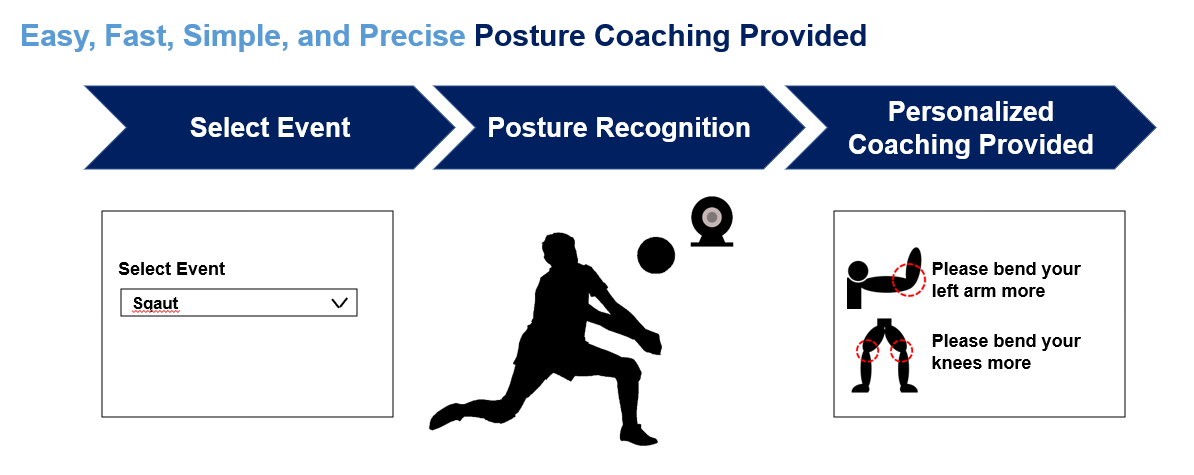 Easy, Fast, Simple, and Precise Posture Coaching Provided
Select Event
Posture Recognition
Personalized
Coaching Provided
Select Event
Sqaut
Please bend your
left arm more
Please bend your
knees more